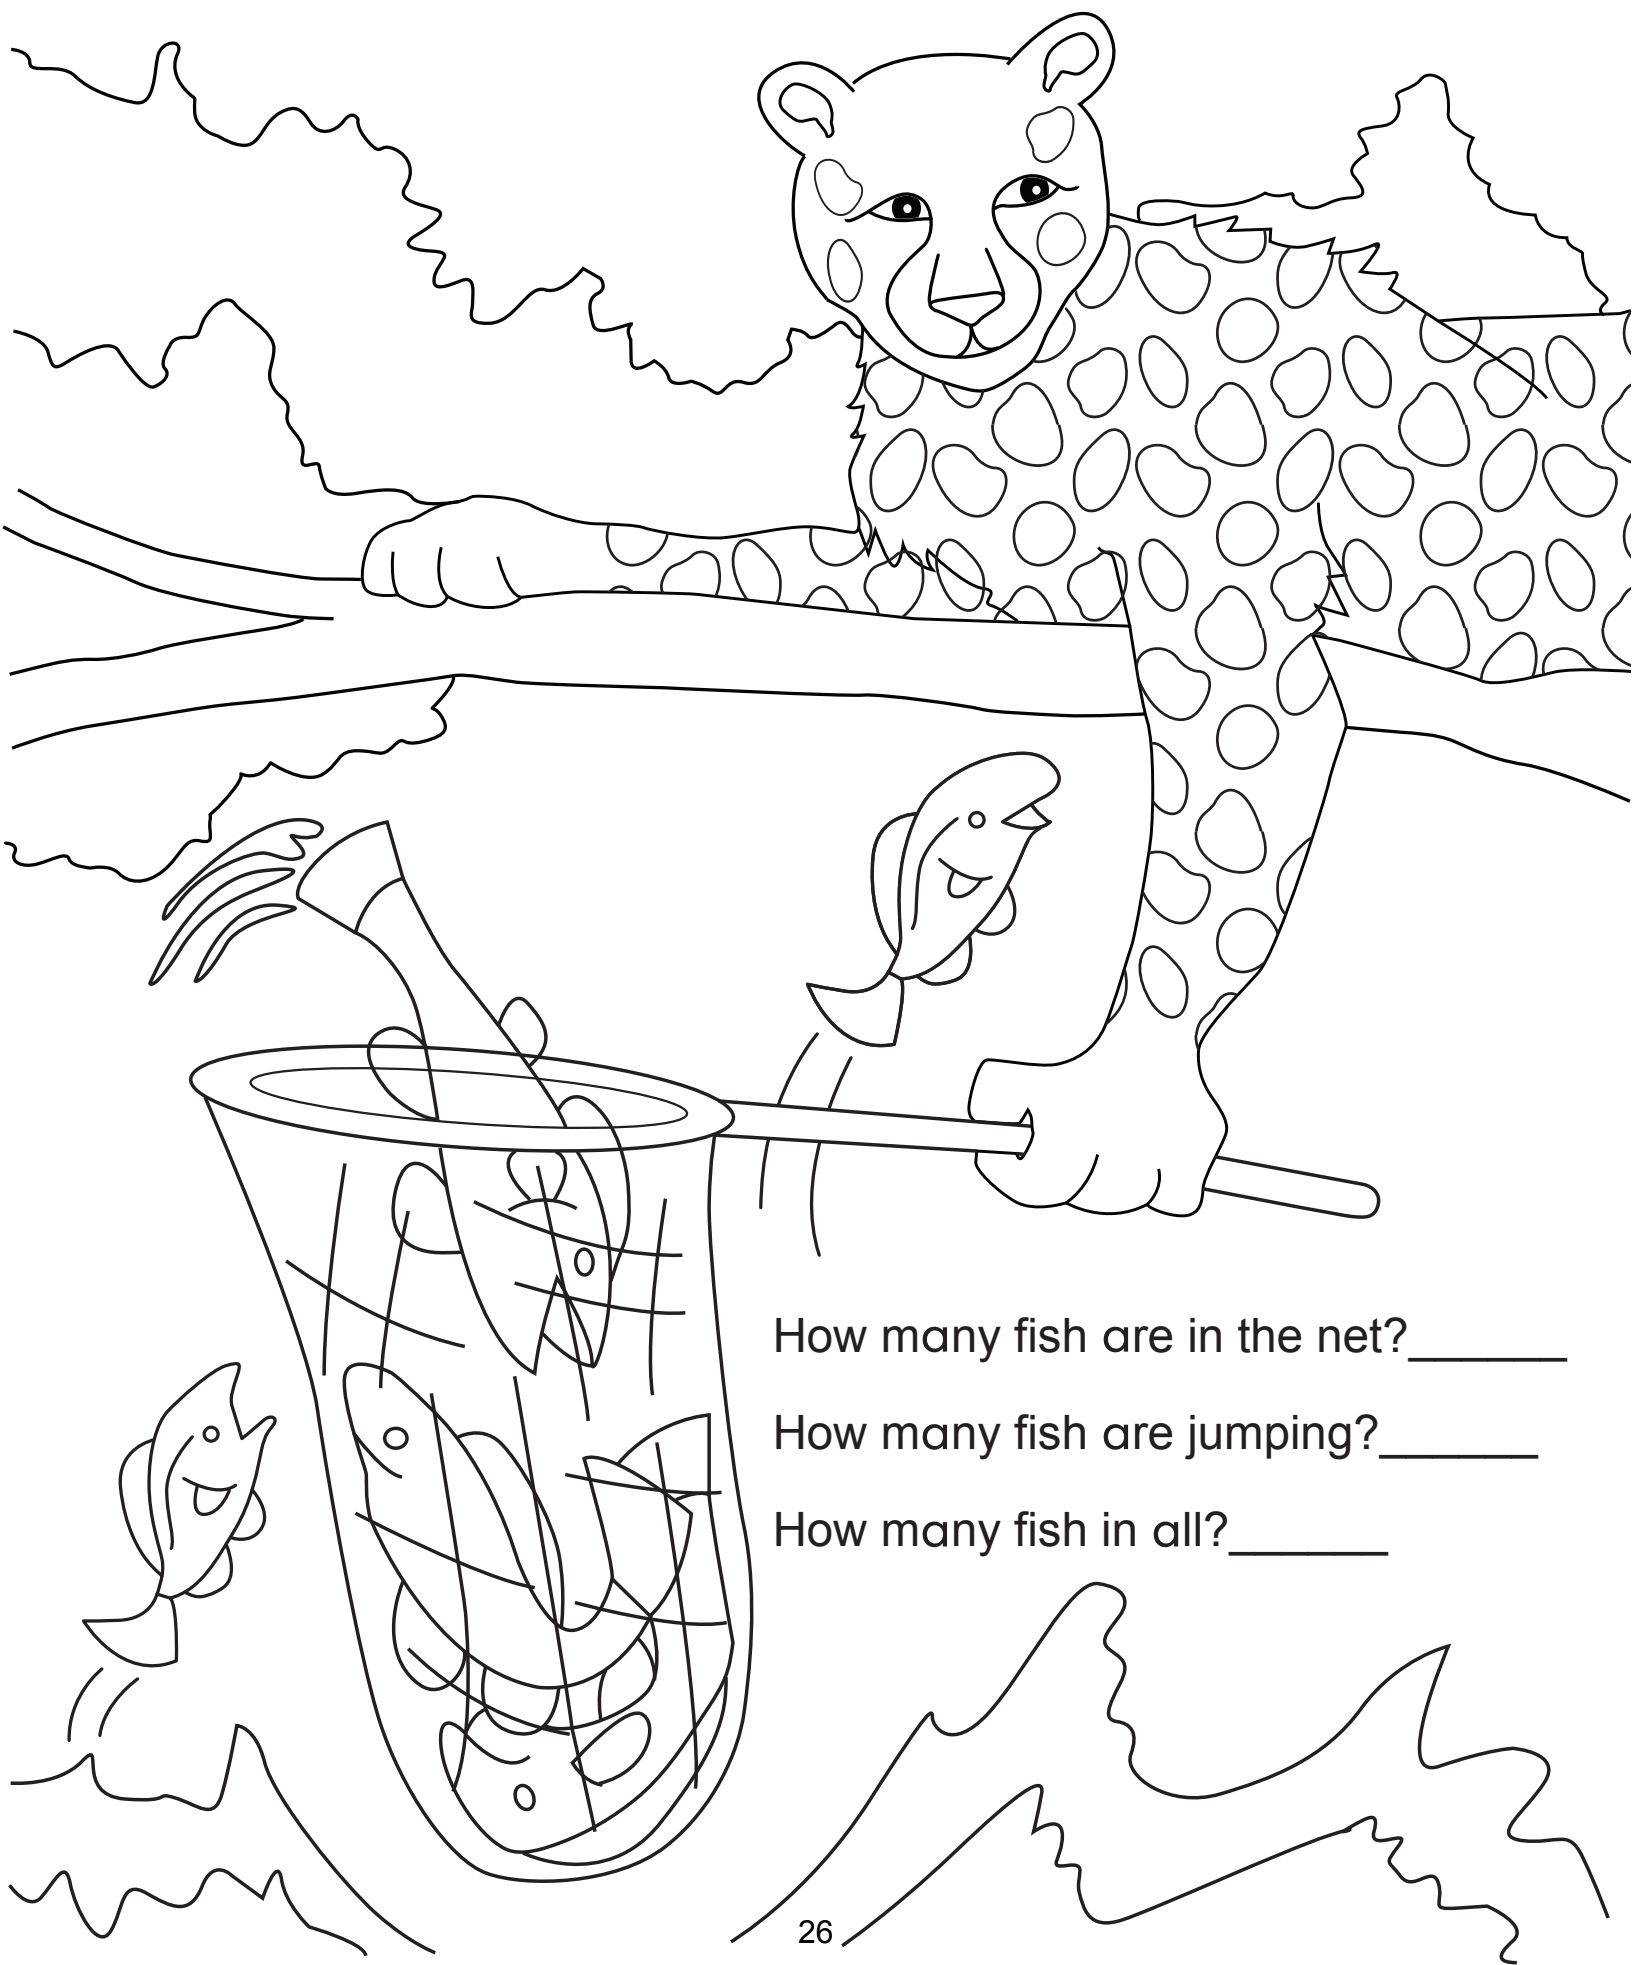 How many fish are in the net?______
How many fish are jumping?______
How many fish in all?______
26